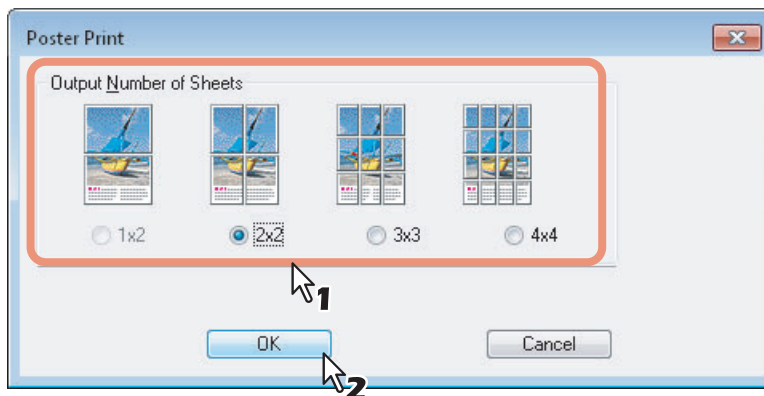 Poster Print
Output Number of Sheets
1x2 2x2 3x3 4x4
1
OK Cancel
2